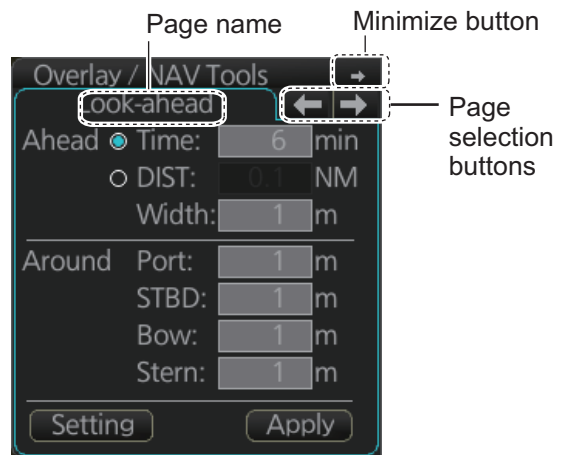 Page name
Minimize button
Overlay / NAV Tools
Look-ahead
Page
selection
buttons
Ahead Time: 6 min
DIST: 0.1 NM
Width: 1 m
Around Port: 1 m
STBD: 1 m
Bow: 1 m
Stern: 1 m
Setting Apply